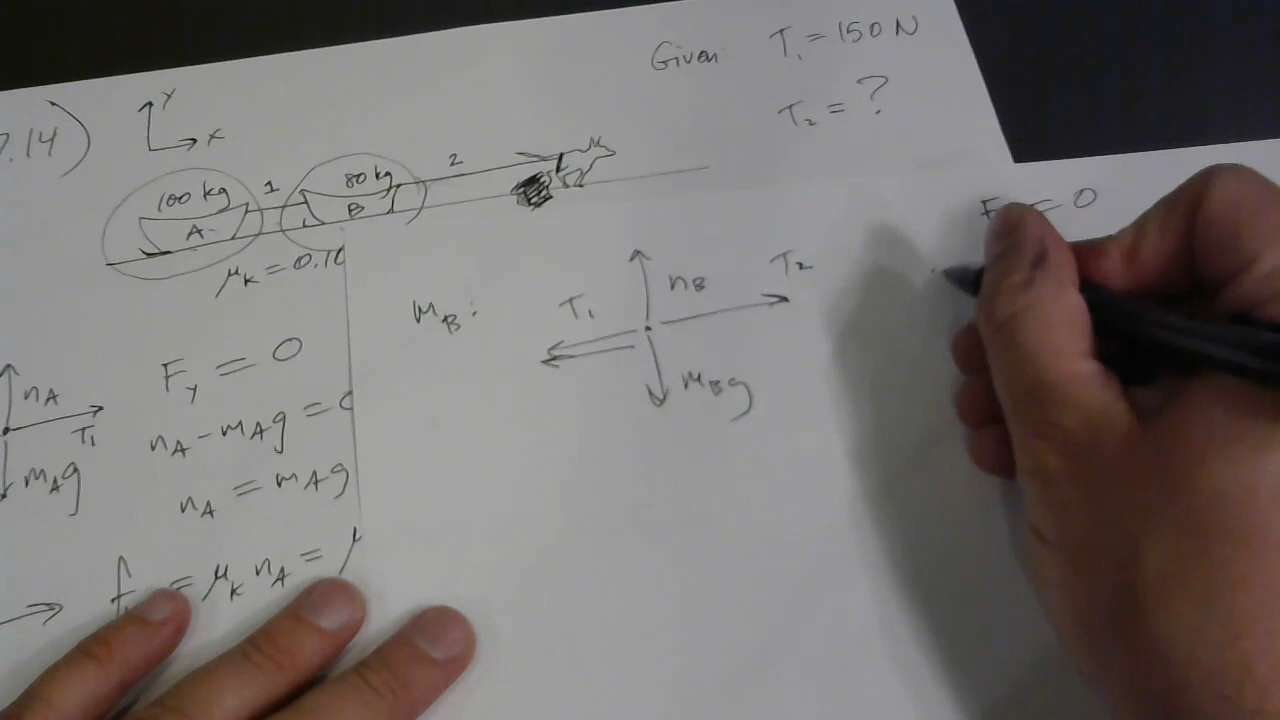 Given T₁ = 150 N
T₂ = ?
.14)
Y
X
100 kg
1
80 kg
2
A
B
μₖ = 0.10
= 0
n_A
T₁
m_A g
F_y = 0
n_A - m_A g = 0
n_A = m_A g
= μₖ n_A = μ
m_B:
n_B
T₁
T₂
m_B g